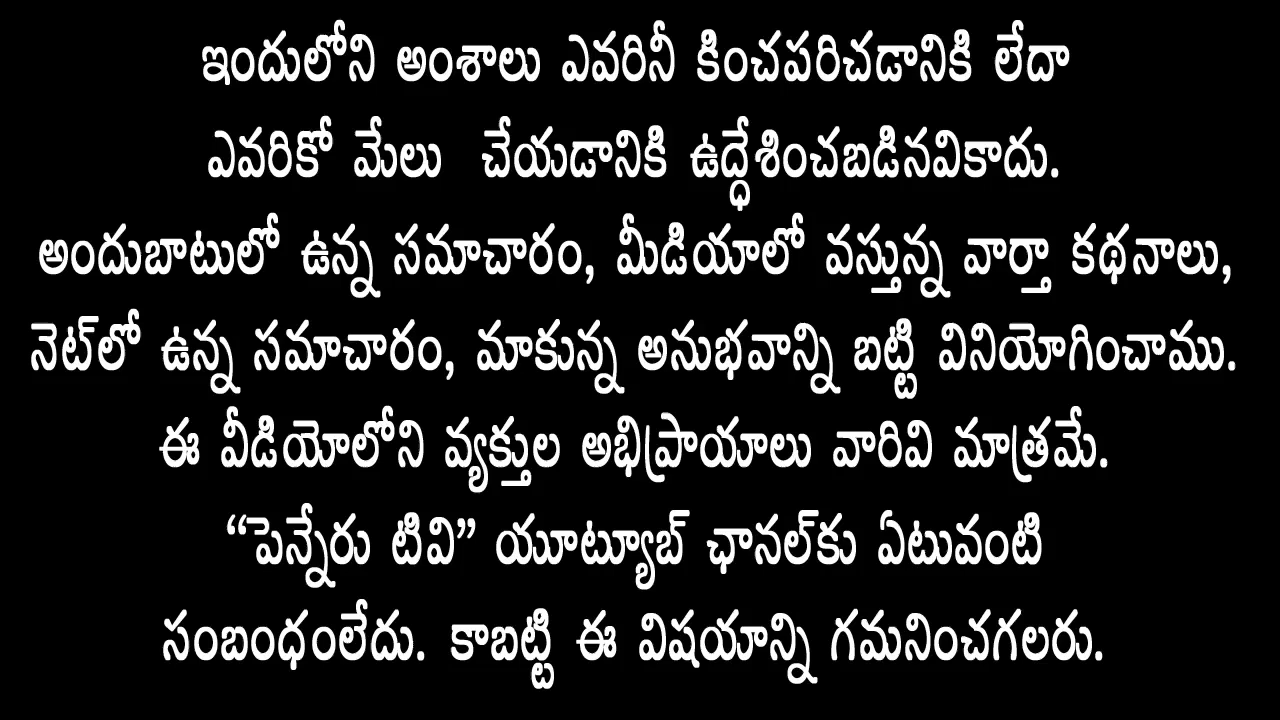 ఇందులోని అంశాలు ఎవరినీ కించపరిచడానికి లేదా
ఎవరికో మేలు చేయడానికి ఉద్ధేశించబడినవికాదు.
అందుబాటులో ఉన్న సమాచారం, మీడియాలో వస్తున్న వార్తా కథనాలు,
నెట్‌లో ఉన్న సమాచారం, మాకున్న అనుభవాన్ని బట్టి వినియోగించాము.
ఈ వీడియోలోని వ్యక్తుల అభిప్రాయాలు వారివి మాత్రమే.
“పెన్నేరు టివి” యూట్యూబ్ ఛానల్‌కు ఏటువంటి
సంబంధంలేదు. కాబట్టి ఈ విషయాన్ని గమనించగలరు.